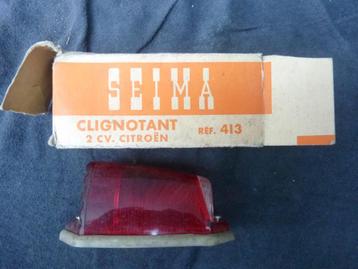 SEIMA
CLIGNOTANT
2 CV. CITROËN
REF. 413